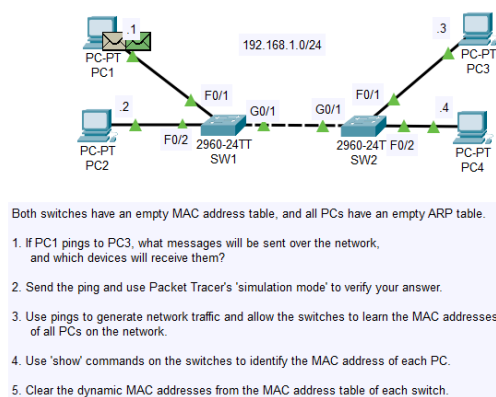 .1
192.168.1.0/24
.3
PC-PT
PC1
PC-PT
PC3
F0/1
F0/1
.2
G0/1
G0/1
.4
PC-PT
PC2
F0/2
2960-24TT
SW1
2960-24T
F0/2
SW2
PC-PT
PC4
Both switches have an empty MAC address table, and all PCs have an empty ARP table.
1. If PC1 pings to PC3, what messages will be sent over the network,
and which devices will receive them?
2. Send the ping and use Packet Tracer's 'simulation mode' to verify your answer.
3. Use pings to generate network traffic and allow the switches to learn the MAC addresses
of all PCs on the network.
4. Use 'show' commands on the switches to identify the MAC address of each PC.
5. Clear the dynamic MAC addresses from the MAC address table of each switch.